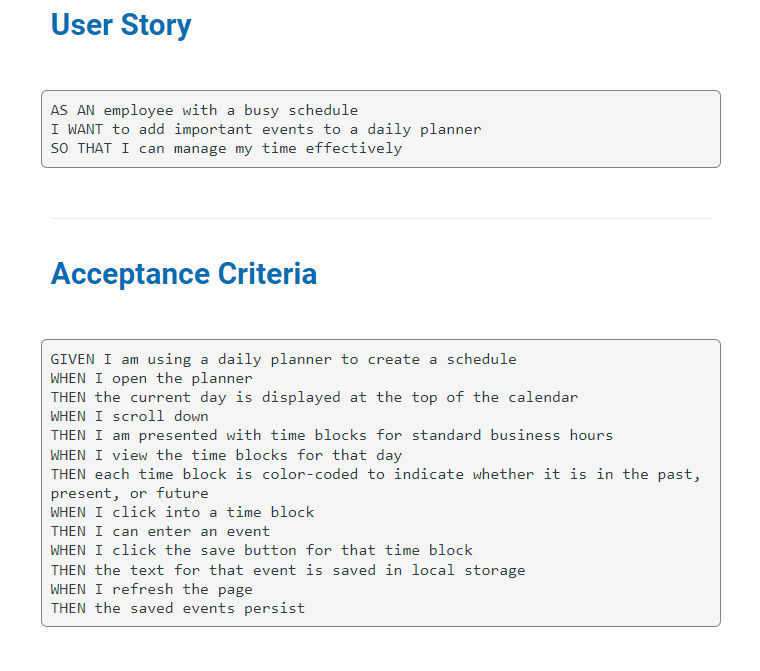 User Story
AS AN employee with a busy schedule
I WANT to add important events to a daily planner
SO THAT I can manage my time effectively
Acceptance Criteria
GIVEN I am using a daily planner to create a schedule
WHEN I open the planner
THEN the current day is displayed at the top of the calendar
WHEN I scroll down
THEN I am presented with time blocks for standard business hours
WHEN I view the time blocks for that day
THEN each time block is color-coded to indicate whether it is in the past,
present, or future
WHEN I click into a time block
THEN I can enter an event
WHEN I click the save button for that time block
THEN the text for that event is saved in local storage
WHEN I refresh the page
THEN the saved events persist